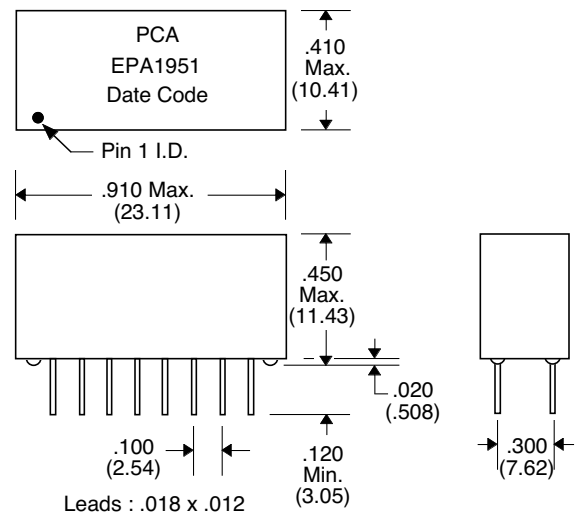 PCA
EPA1951
Date Code
.410
Max.
(10.41)
Pin 1 I.D.
.910 Max.
(23.11)
.450
Max.
(11.43)
.020
(.508)
.100
(2.54)
.120
Min.
(3.05)
.300
(7.62)
Leads : .018 x .012